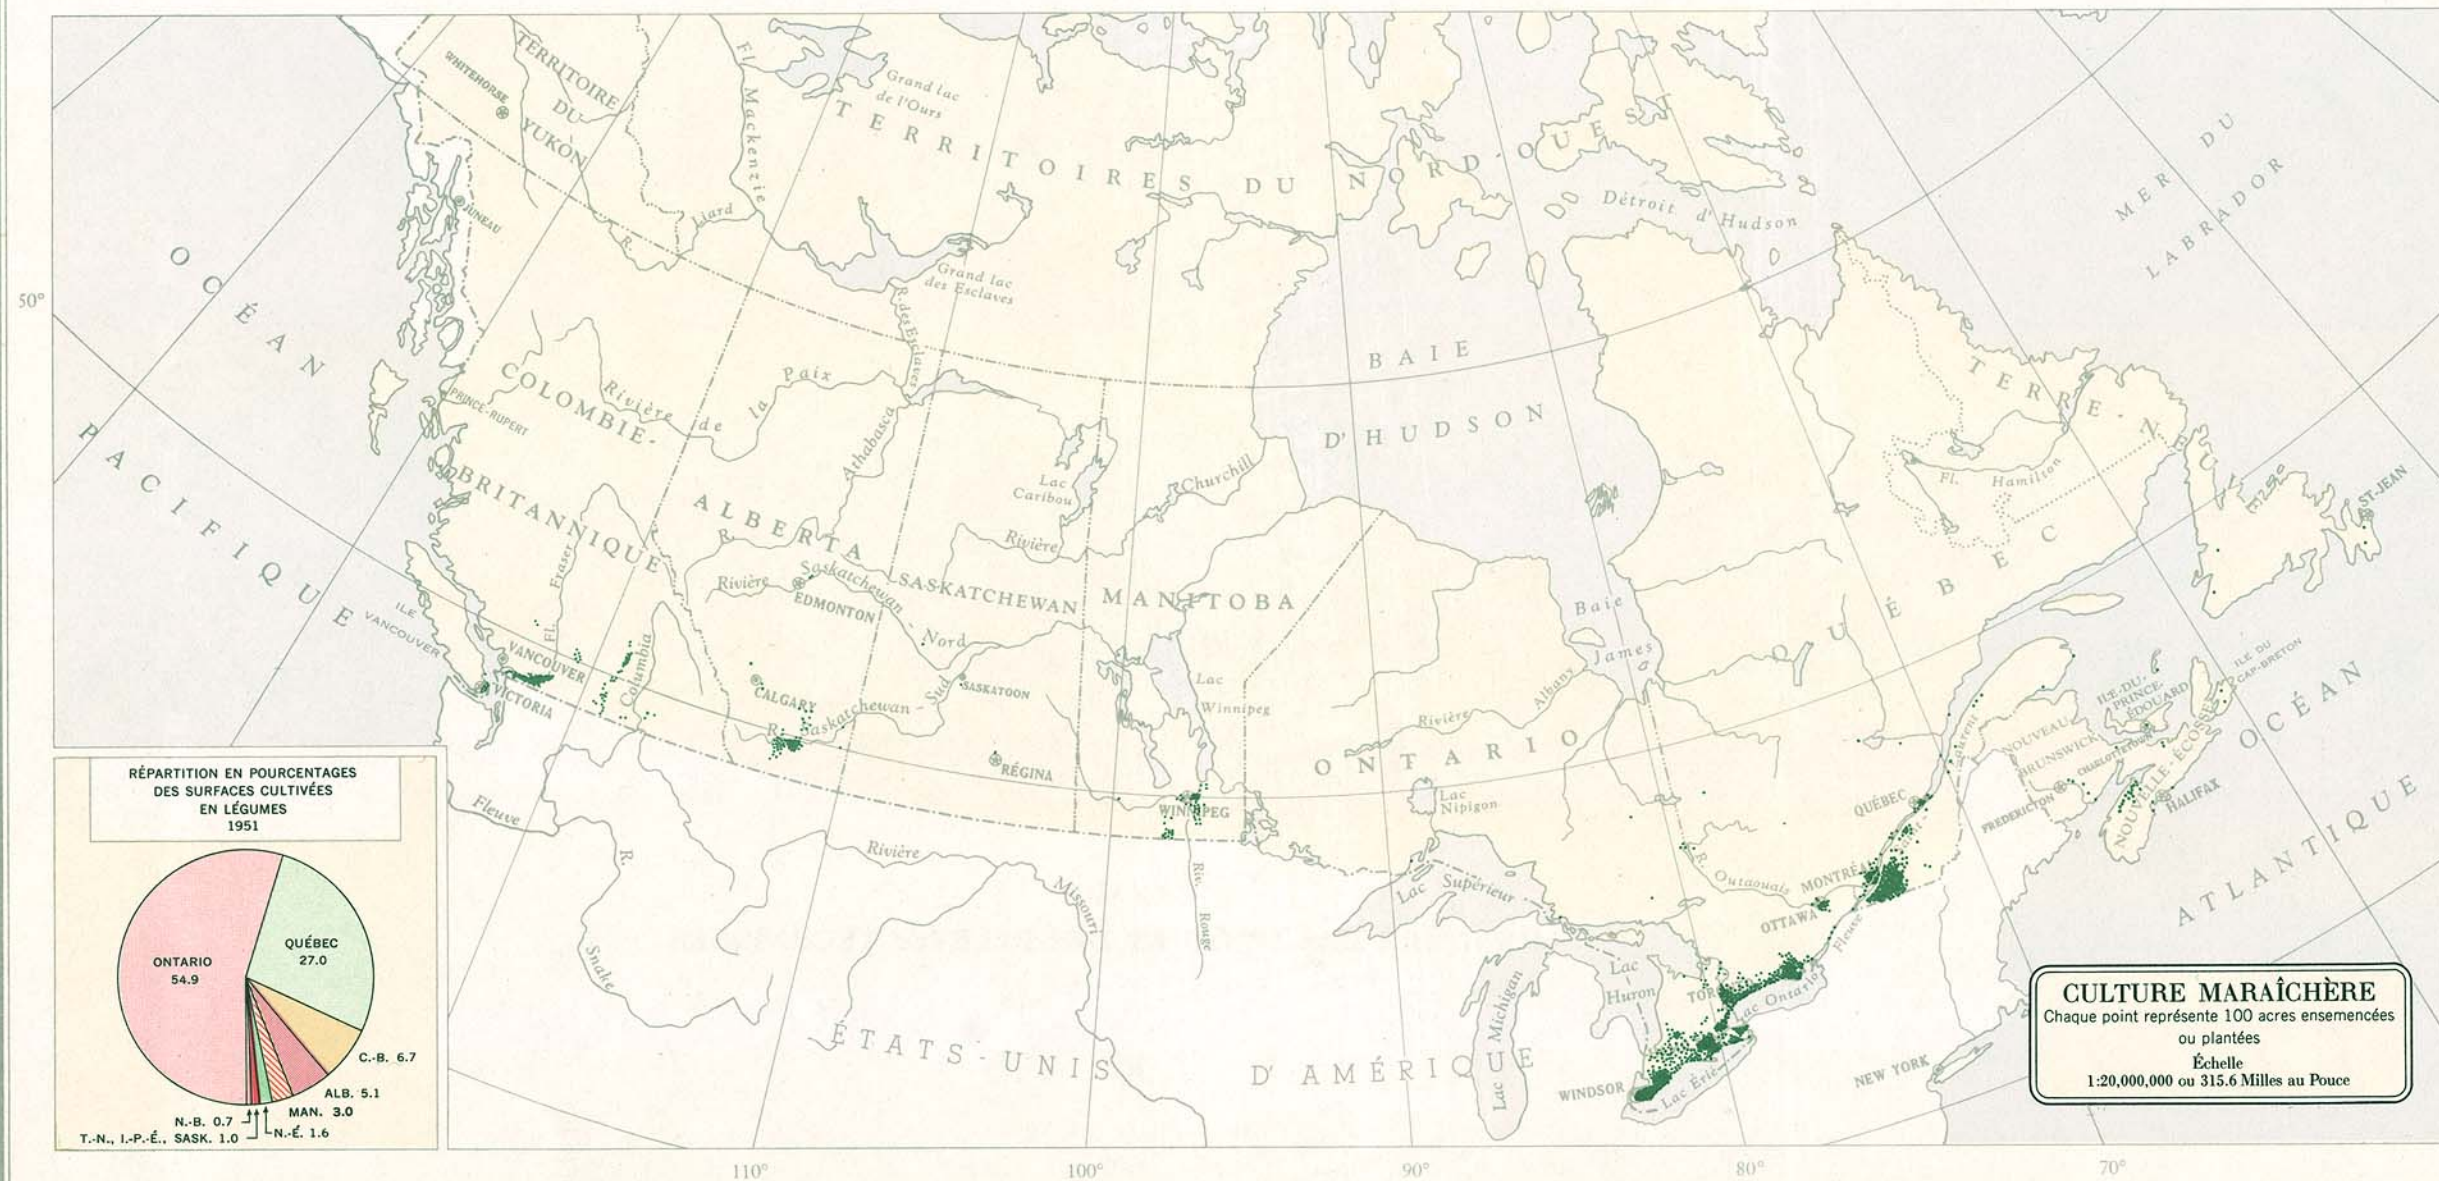 TERRITOIRE
DU
YUKON
WHITEHORSE
JUNEAU
Fl. Mackenzie
Grand lac
de l'Ours
TERRITOIRES DU NORD-OUEST
Détroit d'Hudson
MER DU
LABRADOR
R. Liard
Grand lac
des Esclaves
R. des Esclaves
50°
OCÉAN
PACIFIQUE
BAIE
D'HUDSON
COLOMBIE-
BRITANNIQUE
PRINCE-RUPERT
Rivière de la Paix
Athabasca
R.
Lac
Caribou
Rivière Churchill
TERRE-NEUVE
Fl. Hamilton
ST-JEAN
ALBERTA
SASKATCHEWAN
MANITOBA
Fl. Fraser
Rivière Saskatchewan Nord
EDMONTON
ILE
VANCOUVER
VANCOUVER
VICTORIA
Columbia
CALGARY
R. Saskatchewan - Sud
SASKATOON
RÉGINA
Lac
Winnipeg
WINNIPEG
Baie
James
QUÉBEC
Rivière Albany
ONTARIO
Lac
Nipigon
ILE DU
CAP-BRETON
ILE-DU-
PRINCE-
ÉDOUARD
NOUVEAU
BRUNSWICK
CHARLOTTETOWN
NOUVELLE-ÉCOSSE
FREDERICTON
HALIFAX
OCÉAN
ATLANTIQUE
QUÉBEC
Fleuve Saint-Laurent
MONTRÉAL
R. Outaouais
OTTAWA
Lac Supérieur
Lac
Huron
Lac Michigan
Lac Ontario
Lac Érié
WINDSOR
NEW YORK
Fleuve
R.
Snake
Rivière Missouri
Riv. Rouge
ÉTATS-UNIS D'AMÉRIQUE
RÉPARTITION EN POURCENTAGES
DES SURFACES CULTIVÉES
EN LÉGUMES
1951
ONTARIO
54.9
QUÉBEC
27.0
C.-B. 6.7
ALB. 5.1
MAN. 3.0
N.-É. 1.6
N.-B. 0.7
T.-N., I.-P.-É., SASK. 1.0
CULTURE MARAÎCHÈRE
Chaque point représente 100 acres ensemencées
ou plantées
Échelle
1:20,000,000 ou 315.6 Milles au Pouce
110° 100° 90° 80° 70°